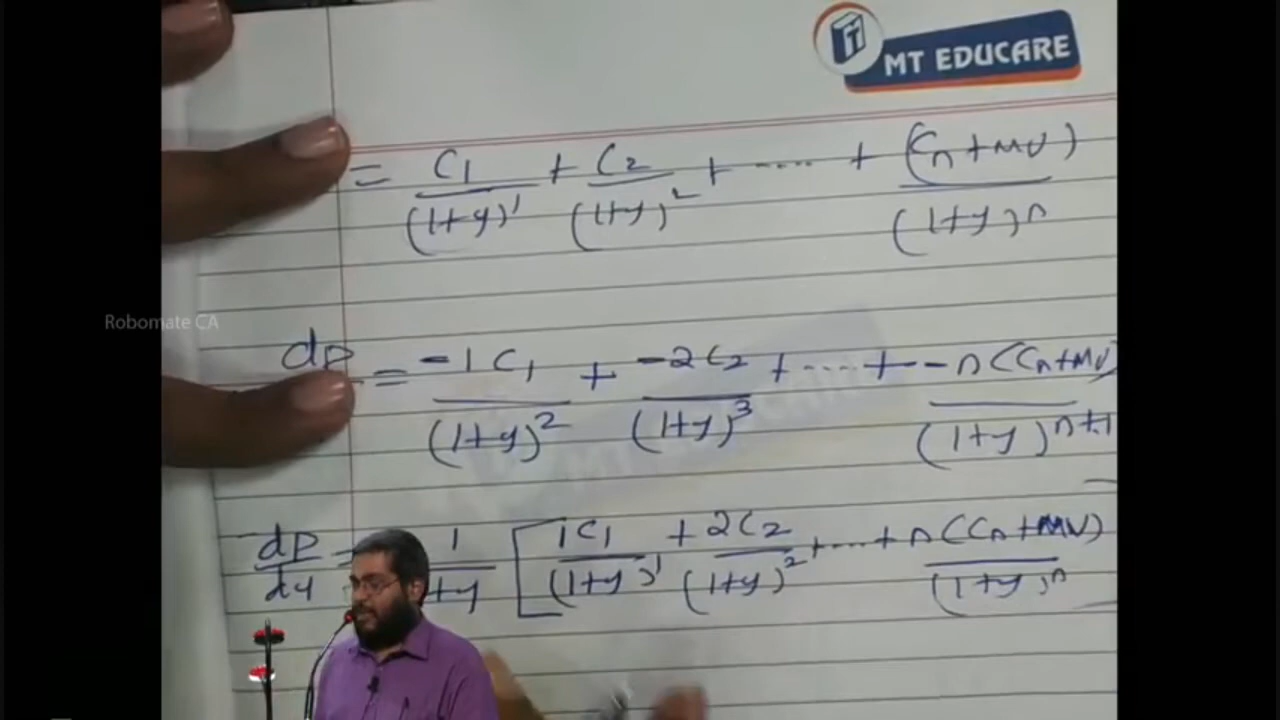 MT EDUCARE
= C1/(1+y)^1 + C2/(1+y)^2 + ---- + (Cn+MV)/(1+y)^n
Robomate CA
dp = -1C1/(1+y)^2 + -2C2/(1+y)^3 + ---- + -n(Cn+MV)/(1+y)^n+1
dp/dy = 1/1+y [ 1C1/(1+y)^1 + 2C2/(1+y)^2 + ---- + n(Cn+MV)/(1+y)^n